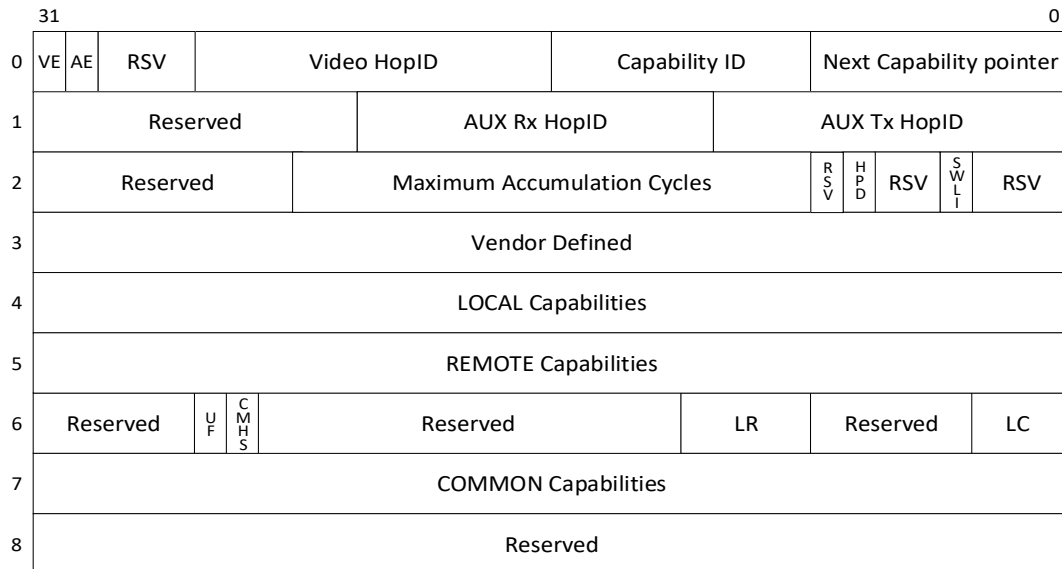 31 0
0 VE AE RSV Video HopID Capability ID Next Capability pointer
1 Reserved AUX Rx HopID AUX Tx HopID
2 Reserved Maximum Accumulation Cycles RSV HPD RSV SWLI RSV
3 Vendor Defined
4 LOCAL Capabilities
5 REMOTE Capabilities
6 Reserved UF CMHS Reserved LR Reserved LC
7 COMMON Capabilities
8 Reserved